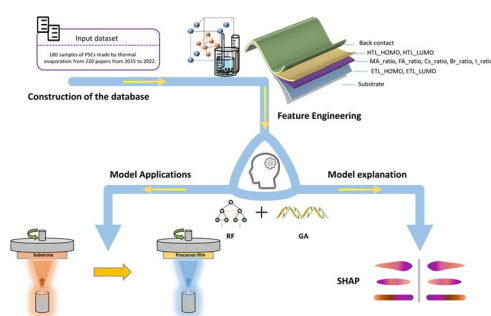 Input dataset
180 samples of PSCs made by thermal
evaporation from 220 papers from 2015 to 2022.
Construction of the database
Back contact
HTL_HOMO, HTL_LUMO
MA_ratio, FA_ratio, Cs_ratio, Br_ratio, I_ratio
ETL_HOMO, ETL_LUMO
Substrate
Feature Engineering
Model Applications
Model explanation
RF
+
GA
Substrate
Precursor film
SHAP